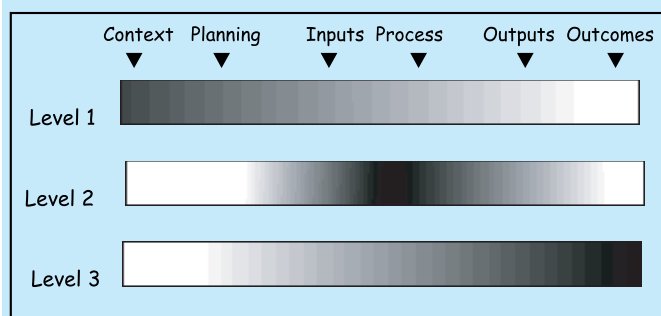 Context Planning Inputs Process Outputs Outcomes
Level 1
Level 2
Level 3